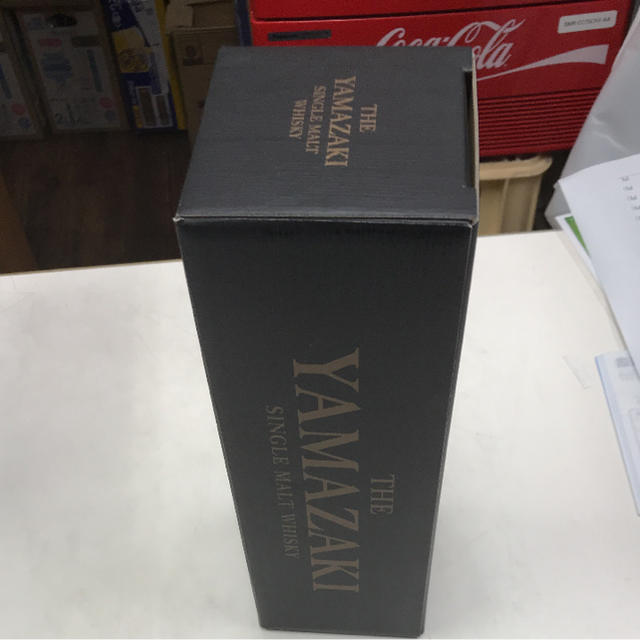 THE
YAMAZAKI
SINGLE MALT
WHISKY
THE
YAMAZAKI
SINGLE MALT WHISKY
Coca-Cola